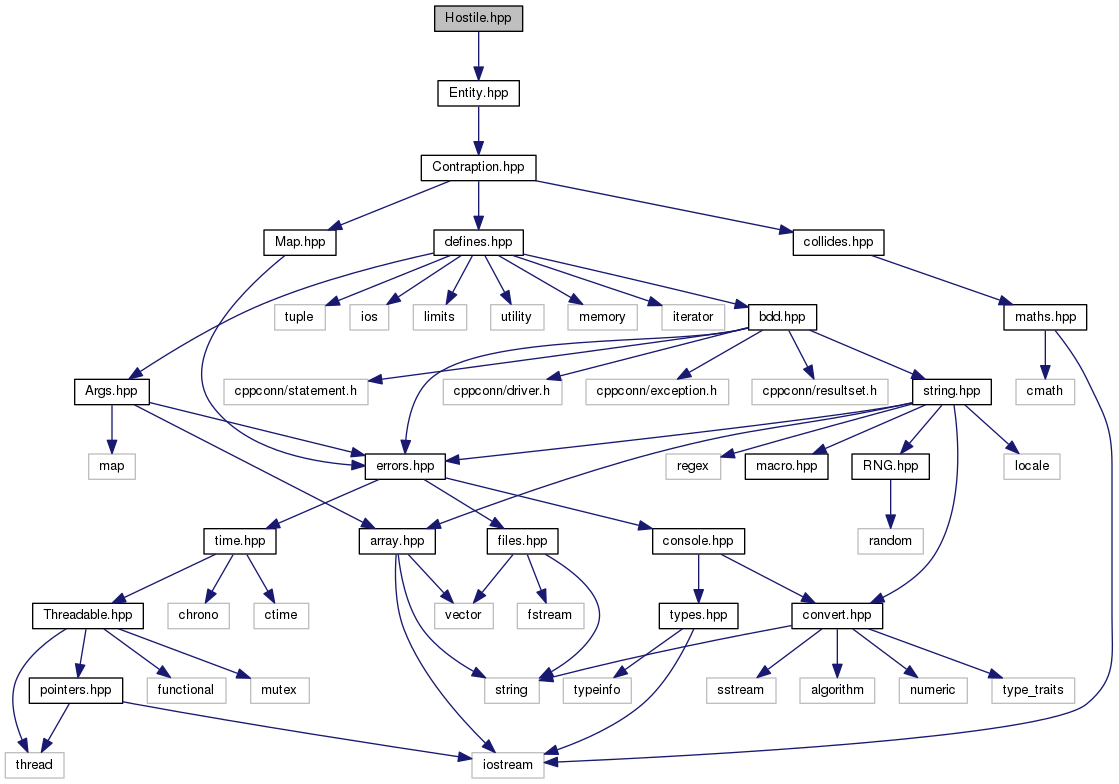 Hostile.hpp
Entity.hpp
Contraption.hpp
Map.hpp
defines.hpp
collides.hpp
tuple
ios
limits
utility
memory
iterator
bdd.hpp
maths.hpp
Args.hpp
cppconn/statement.h
cppconn/driver.h
cppconn/exception.h
cppconn/resultset.h
string.hpp
cmath
map
errors.hpp
regex
macro.hpp
RNG.hpp
locale
time.hpp
array.hpp
files.hpp
console.hpp
random
Threadable.hpp
chrono
ctime
vector
fstream
types.hpp
convert.hpp
pointers.hpp
functional
mutex
string
typeinfo
sstream
algorithm
numeric
type_traits
thread
iostream